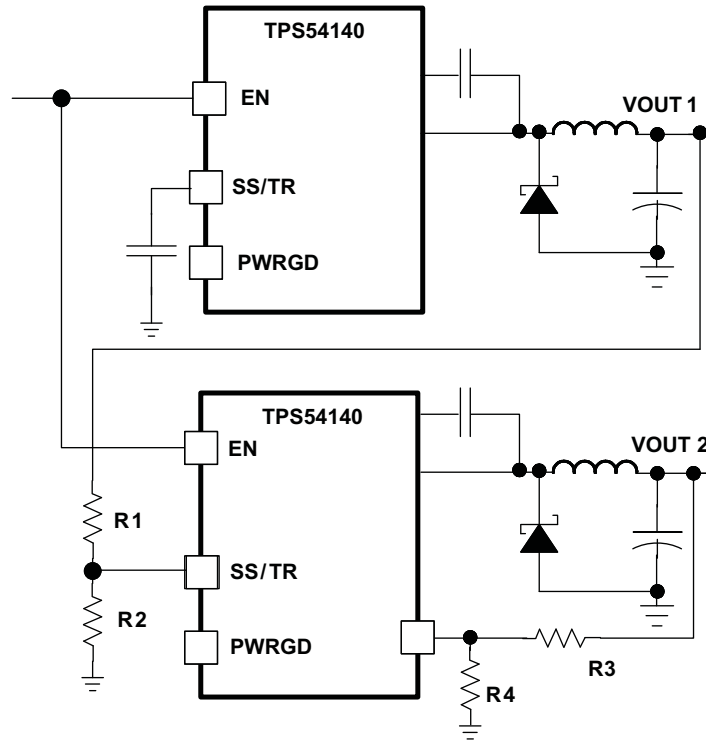 TPS54140
EN
VOUT 1
SS/TR
PWRGD
TPS54140
EN
VOUT 2
R1
SS/TR
R2
PWRGD
R3
R4